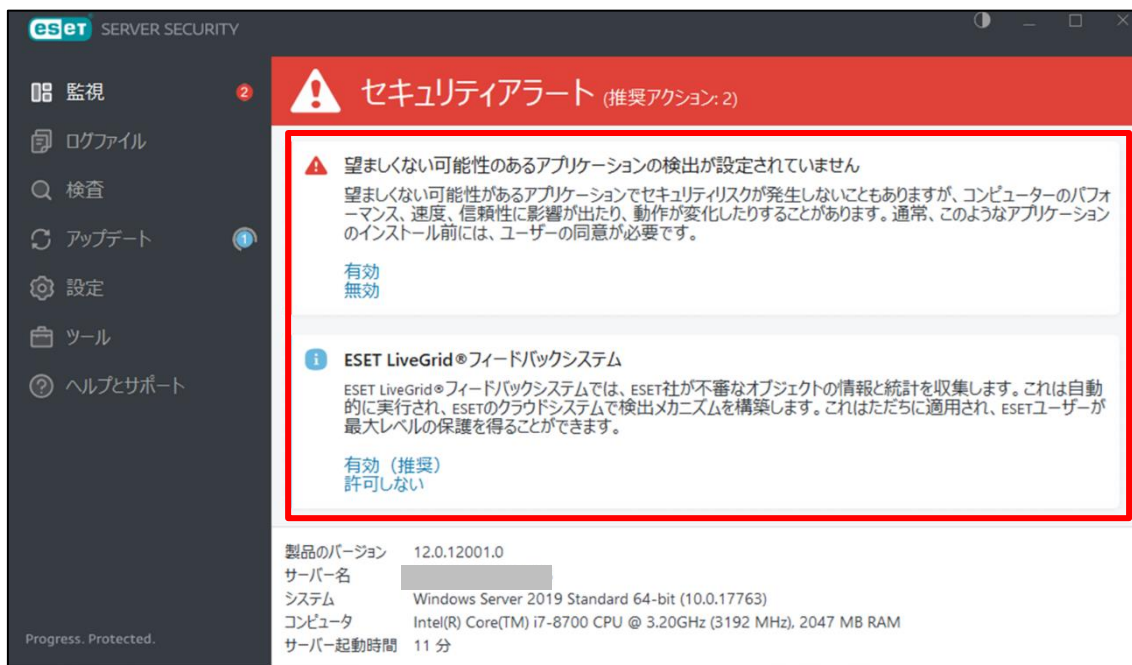 eset SERVER SECURITY
監視 2
ログファイル
検査
アップデート 1
設定
ツール
ヘルプとサポート
Progress. Protected.
セキュリティアラート (推奨アクション: 2)
望ましくない可能性のあるアプリケーションの検出が設定されていません
望ましくない可能性があるアプリケーションでセキュリティリスクが発生しないこともありますが、コンピューターのパフォ
ーマンス、速度、信頼性に影響が出たり、動作が変化したりすることがあります。通常、このようなアプリケーション
のインストール前には、ユーザーの同意が必要です。
有効
無効
ESET LiveGrid®フィードバックシステム
ESET LiveGrid®フィードバックシステムでは、ESET社が不審なオブジェクトの情報と統計を収集します。これは自動
的に実行され、ESETのクラウドシステムで検出メカニズムを構築します。これはただちに適用され、ESETユーザーが
最大レベルの保護を得ることができます。
有効（推奨）
許可しない
製品のバージョン 12.0.12001.0
サーバー名
システム Windows Server 2019 Standard 64-bit (10.0.17763)
コンピュータ Intel(R) Core(TM) i7-8700 CPU @ 3.20GHz (3192 MHz), 2047 MB RAM
サーバー起動時間 11 分